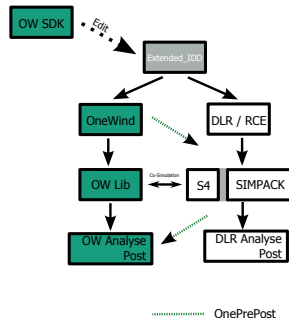 OW SDK
Edit
Extended_IDD
OneWind
DLR / RCE
OW Lib
Co-Simulation
S4
SIMPACK
OW Analyse
Post
DLR Analyse
Post
OnePrePost